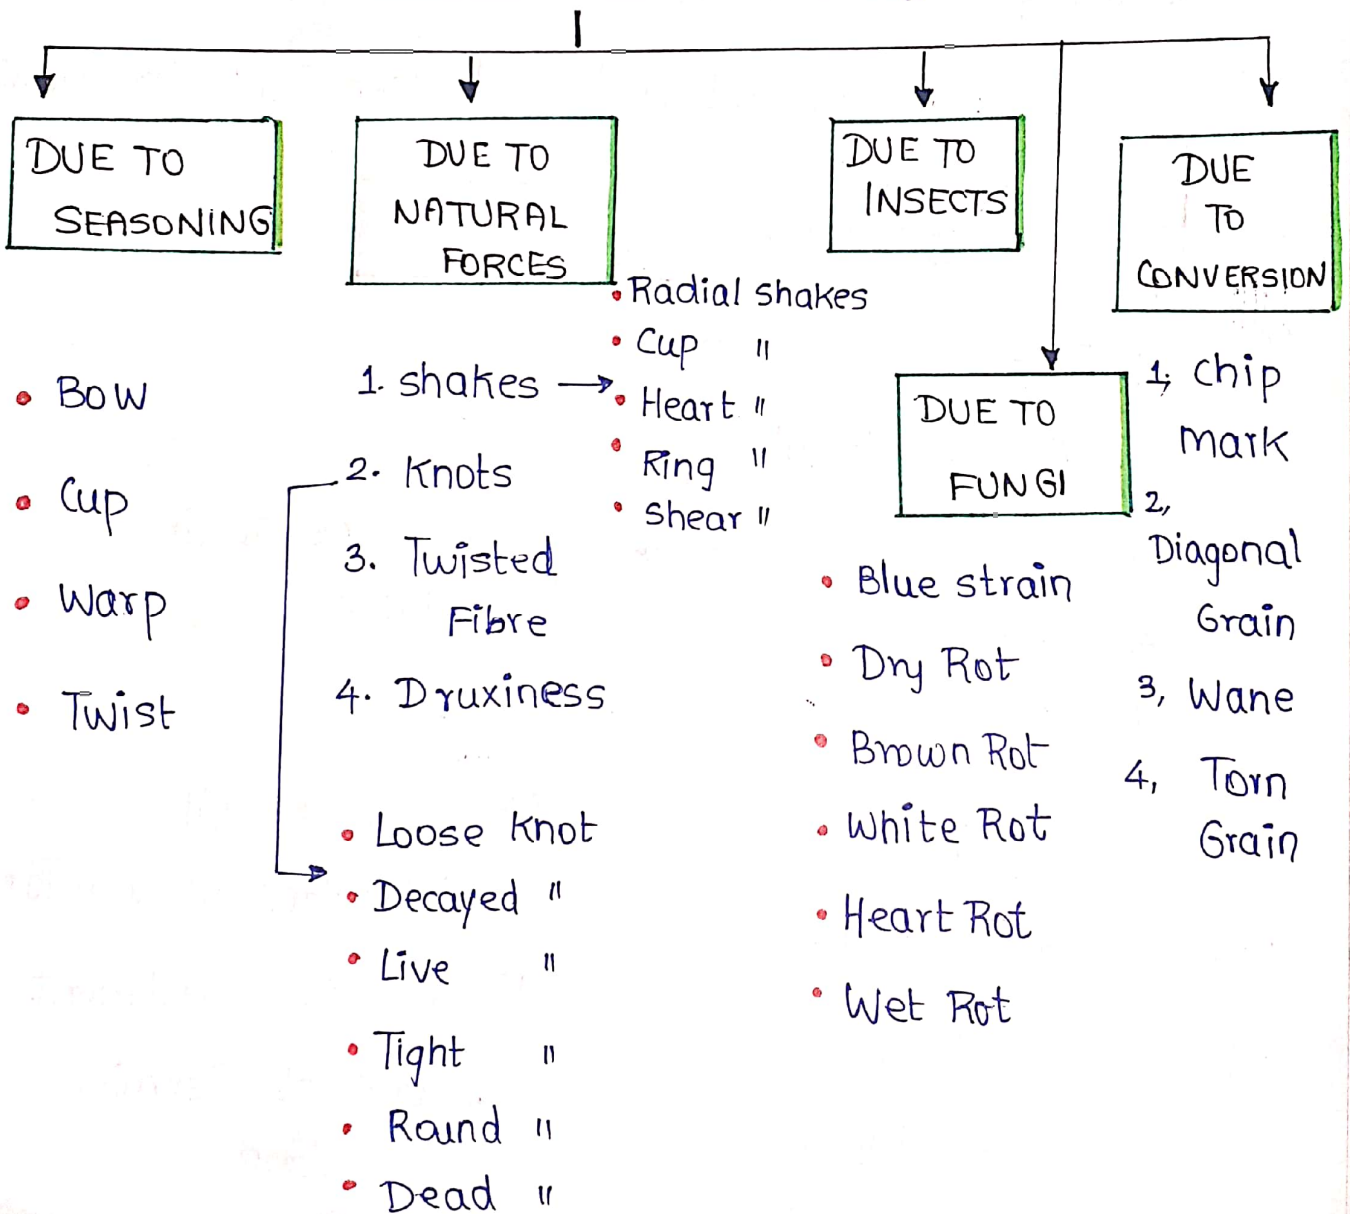 DUE TO
SEASONING
• Bow
• Cup
• Warp
• Twist
DUE TO
NATURAL
FORCES
1. shakes →
• Radial shakes
• Cup "
• Heart "
• Ring "
• Shear "
2. Knots
3. Twisted
Fibre
4. Druxiness
• Loose Knot
• Decayed "
• Live "
• Tight "
• Round "
• Dead "
DUE TO
INSECTS
DUE TO
FUNGI
• Blue strain
• Dry Rot
• Brown Rot
• White Rot
• Heart Rot
• Wet Rot
DUE
TO
CONVERSION
1, Chip
mark
2,
Diagonal
Grain
3, Wane
4, Torn
Grain